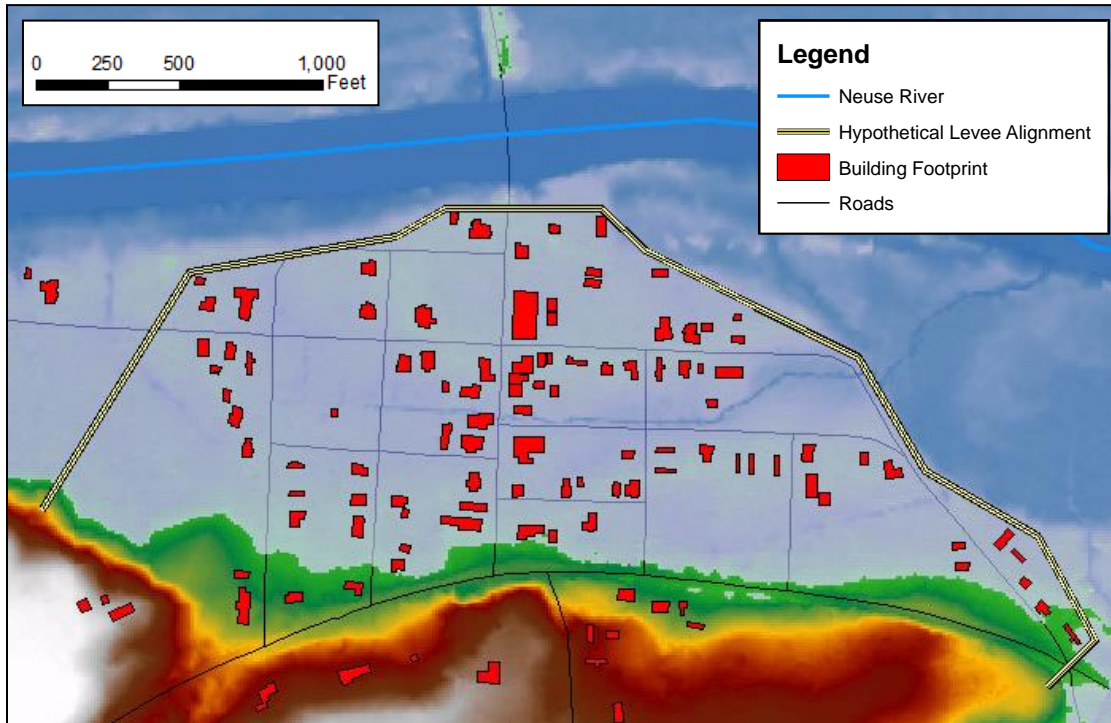 0 250 500 1,000
Feet
Legend
Neuse River
Hypothetical Levee Alignment
Building Footprint
Roads